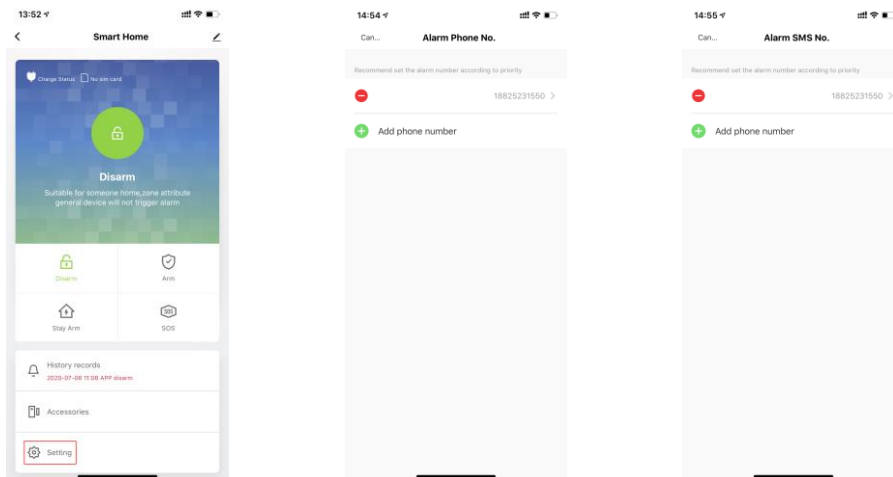 13:52
Smart Home
Charge Status No sim card
Disarm
Suitable for someone home,zone attribute
general device will not trigger alarm
Disarm
Arm
Stay Arm
SOS
SOS
History records
2020-07-08 11:08 APP disarm
Accessories
Setting
14:54
Can... Alarm Phone No.
Recommend set the alarm number according to priority
18825231550
Add phone number
14:55
Can... Alarm SMS No.
Recommend set the alarm number according to priority
18825231550
Add phone number